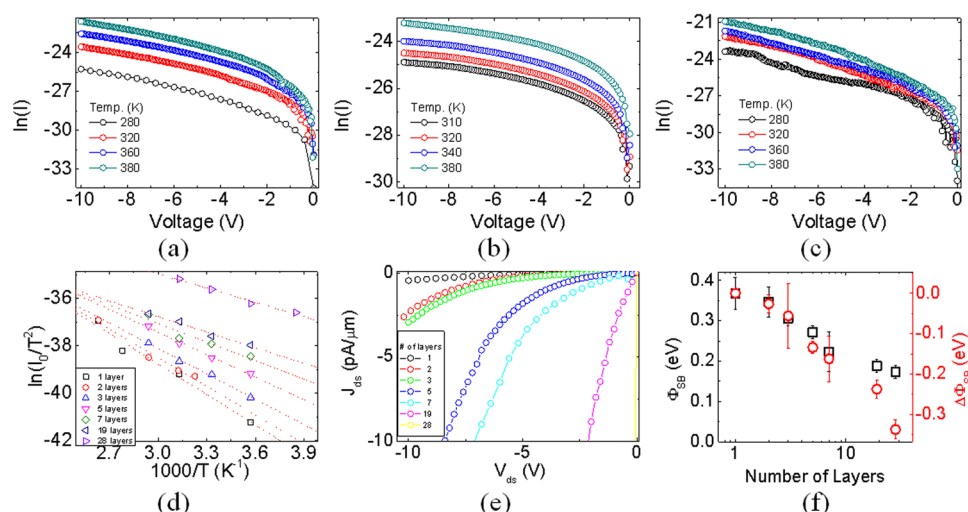 -24
-27
-30
-33
ln(I)
Temp. (K)
280
320
360
380
-10 -8 -6 -4 -2 0
Voltage (V)
(a)
-24
-26
-28
-30
ln(I)
Temp. (K)
310
320
340
380
-10 -8 -6 -4 -2 0
Voltage (V)
(b)
-21
-24
-27
-30
-33
ln(I)
Temp. (K)
280
320
360
380
-10 -8 -6 -4 -2 0
Voltage (V)
(c)
-36
-38
-40
-42
ln(I₀/T²)
1 layer
2 layers
3 layers
5 layers
7 layers
19 layers
28 layers
2.7 3.0 3.3 3.6 3.9
1000/T (K⁻¹)
(d)
0
-5
-10
J_ds (pA/μm)
# of layers
1
2
3
5
7
19
28
-10 -5 0
V_ds (V)
(e)
0.4
0.3
0.2
0.1
0.0
Φ_SB (eV)
0.0
-0.1
-0.2
-0.3
ΔΦ_SB (eV)
1 10
Number of Layers
(f)